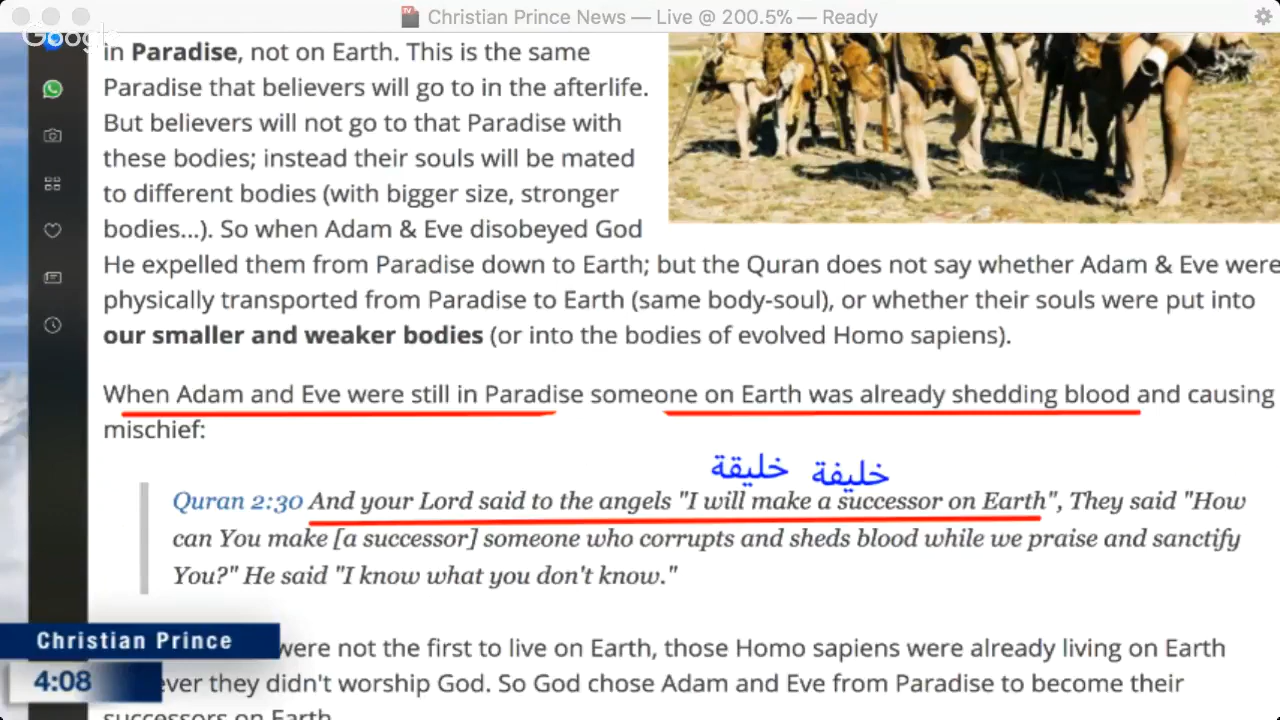 Christian Prince News — Live @ 200.5% — Ready
Google
in Paradise, not on Earth. This is the same
Paradise that believers will go to in the afterlife.
But believers will not go to that Paradise with
these bodies; instead their souls will be mated
to different bodies (with bigger size, stronger
bodies...). So when Adam & Eve disobeyed God
He expelled them from Paradise down to Earth; but the Quran does not say whether Adam & Eve were
physically transported from Paradise to Earth (same body-soul), or whether their souls were put into
our smaller and weaker bodies (or into the bodies of evolved Homo sapiens).
When Adam and Eve were still in Paradise someone on Earth was already shedding blood and causing
mischief:
خليفة خليقة
Quran 2:30 And your Lord said to the angels "I will make a successor on Earth", They said "How
can You make [a successor] someone who corrupts and sheds blood while we praise and sanctify
You?" He said "I know what you don't know."
Christian Prince
were not the first to live on Earth, those Homo sapiens were already living on Earth
4:08
ever they didn't worship God. So God chose Adam and Eve from Paradise to become their
successors on Earth